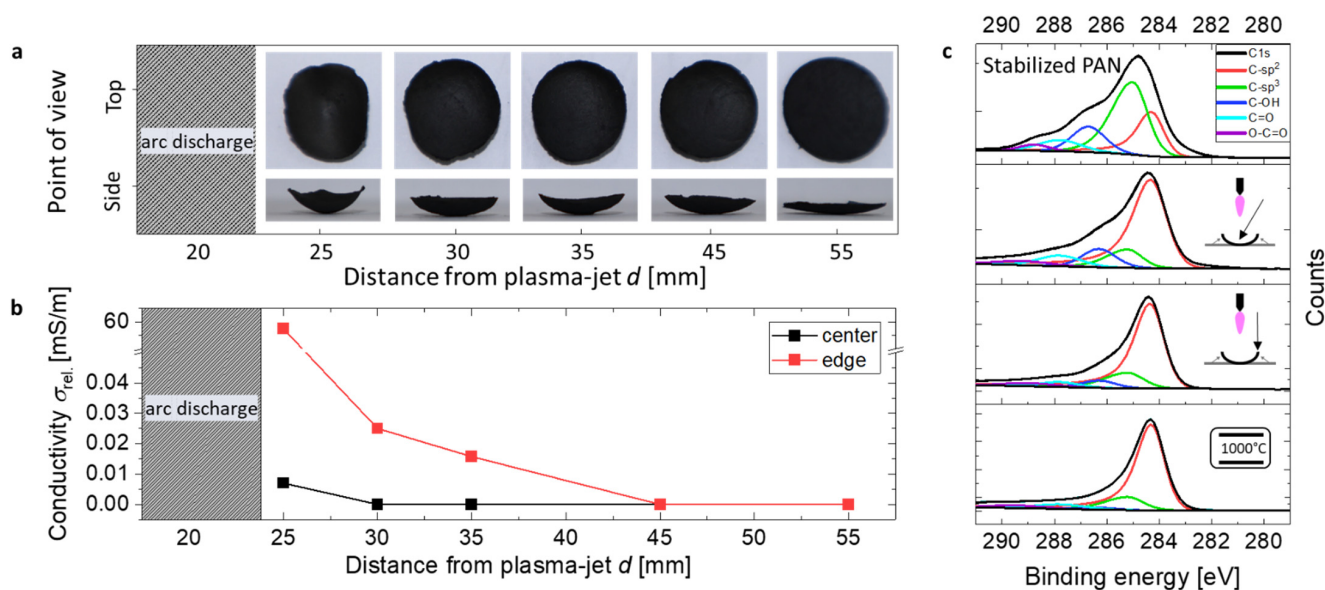 a
Point of view
Top
Side
arc discharge
20
25
30
35
45
55
Distance from plasma-jet d [mm]
b
Conductivity σrel. [mS/m]
60
0.04
0.03
0.02
0.01
0.00
arc discharge
center
edge
20
25
30
35
40
45
50
55
Distance from plasma-jet d [mm]
c
290 288 286 284 282 280
Stabilized PAN
C1s
C-sp²
C-sp³
C-OH
C=O
O-C=O
1000°C
Counts
290 288 286 284 282 280
Binding energy [eV]